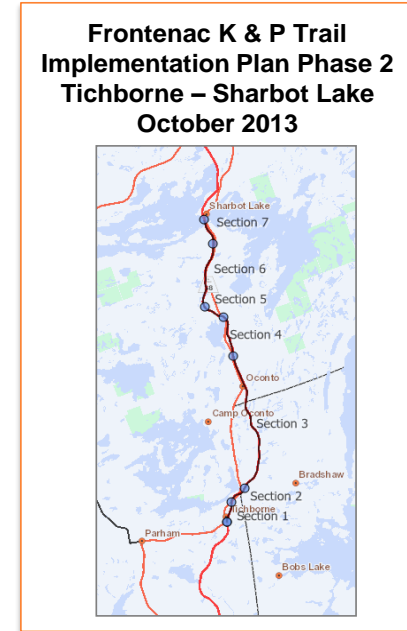 Frontenac K & P Trail
Implementation Plan Phase 2
Tichborne – Sharbot Lake
October 2013
Sharbot Lake
Section 7
Section 6
Section 5
Section 4
Oconto
Camp Oconto
Section 3
Bradshaw
Section 2
Tichborne
Section 1
Parham
Bobs Lake